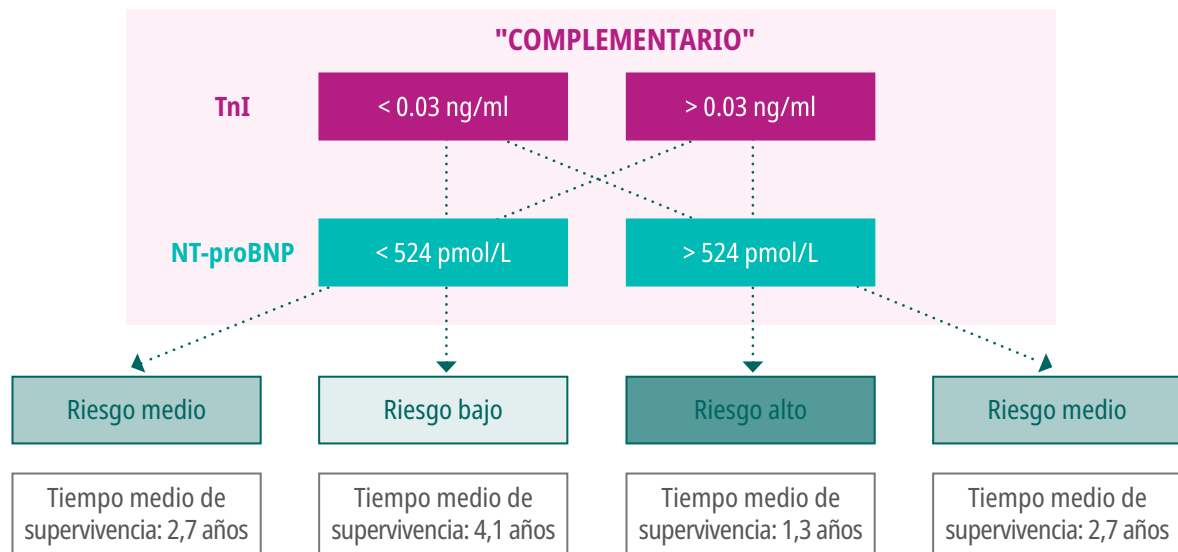 "COMPLEMENTARIO"
TnI
< 0.03 ng/ml
> 0.03 ng/ml
NT-proBNP
< 524 pmol/L
> 524 pmol/L
Riesgo medio
Riesgo bajo
Riesgo alto
Riesgo medio
Tiempo medio de
supervivencia: 2,7 años
Tiempo medio de
supervivencia: 4,1 años
Tiempo medio de
supervivencia: 1,3 años
Tiempo medio de
supervivencia: 2,7 años